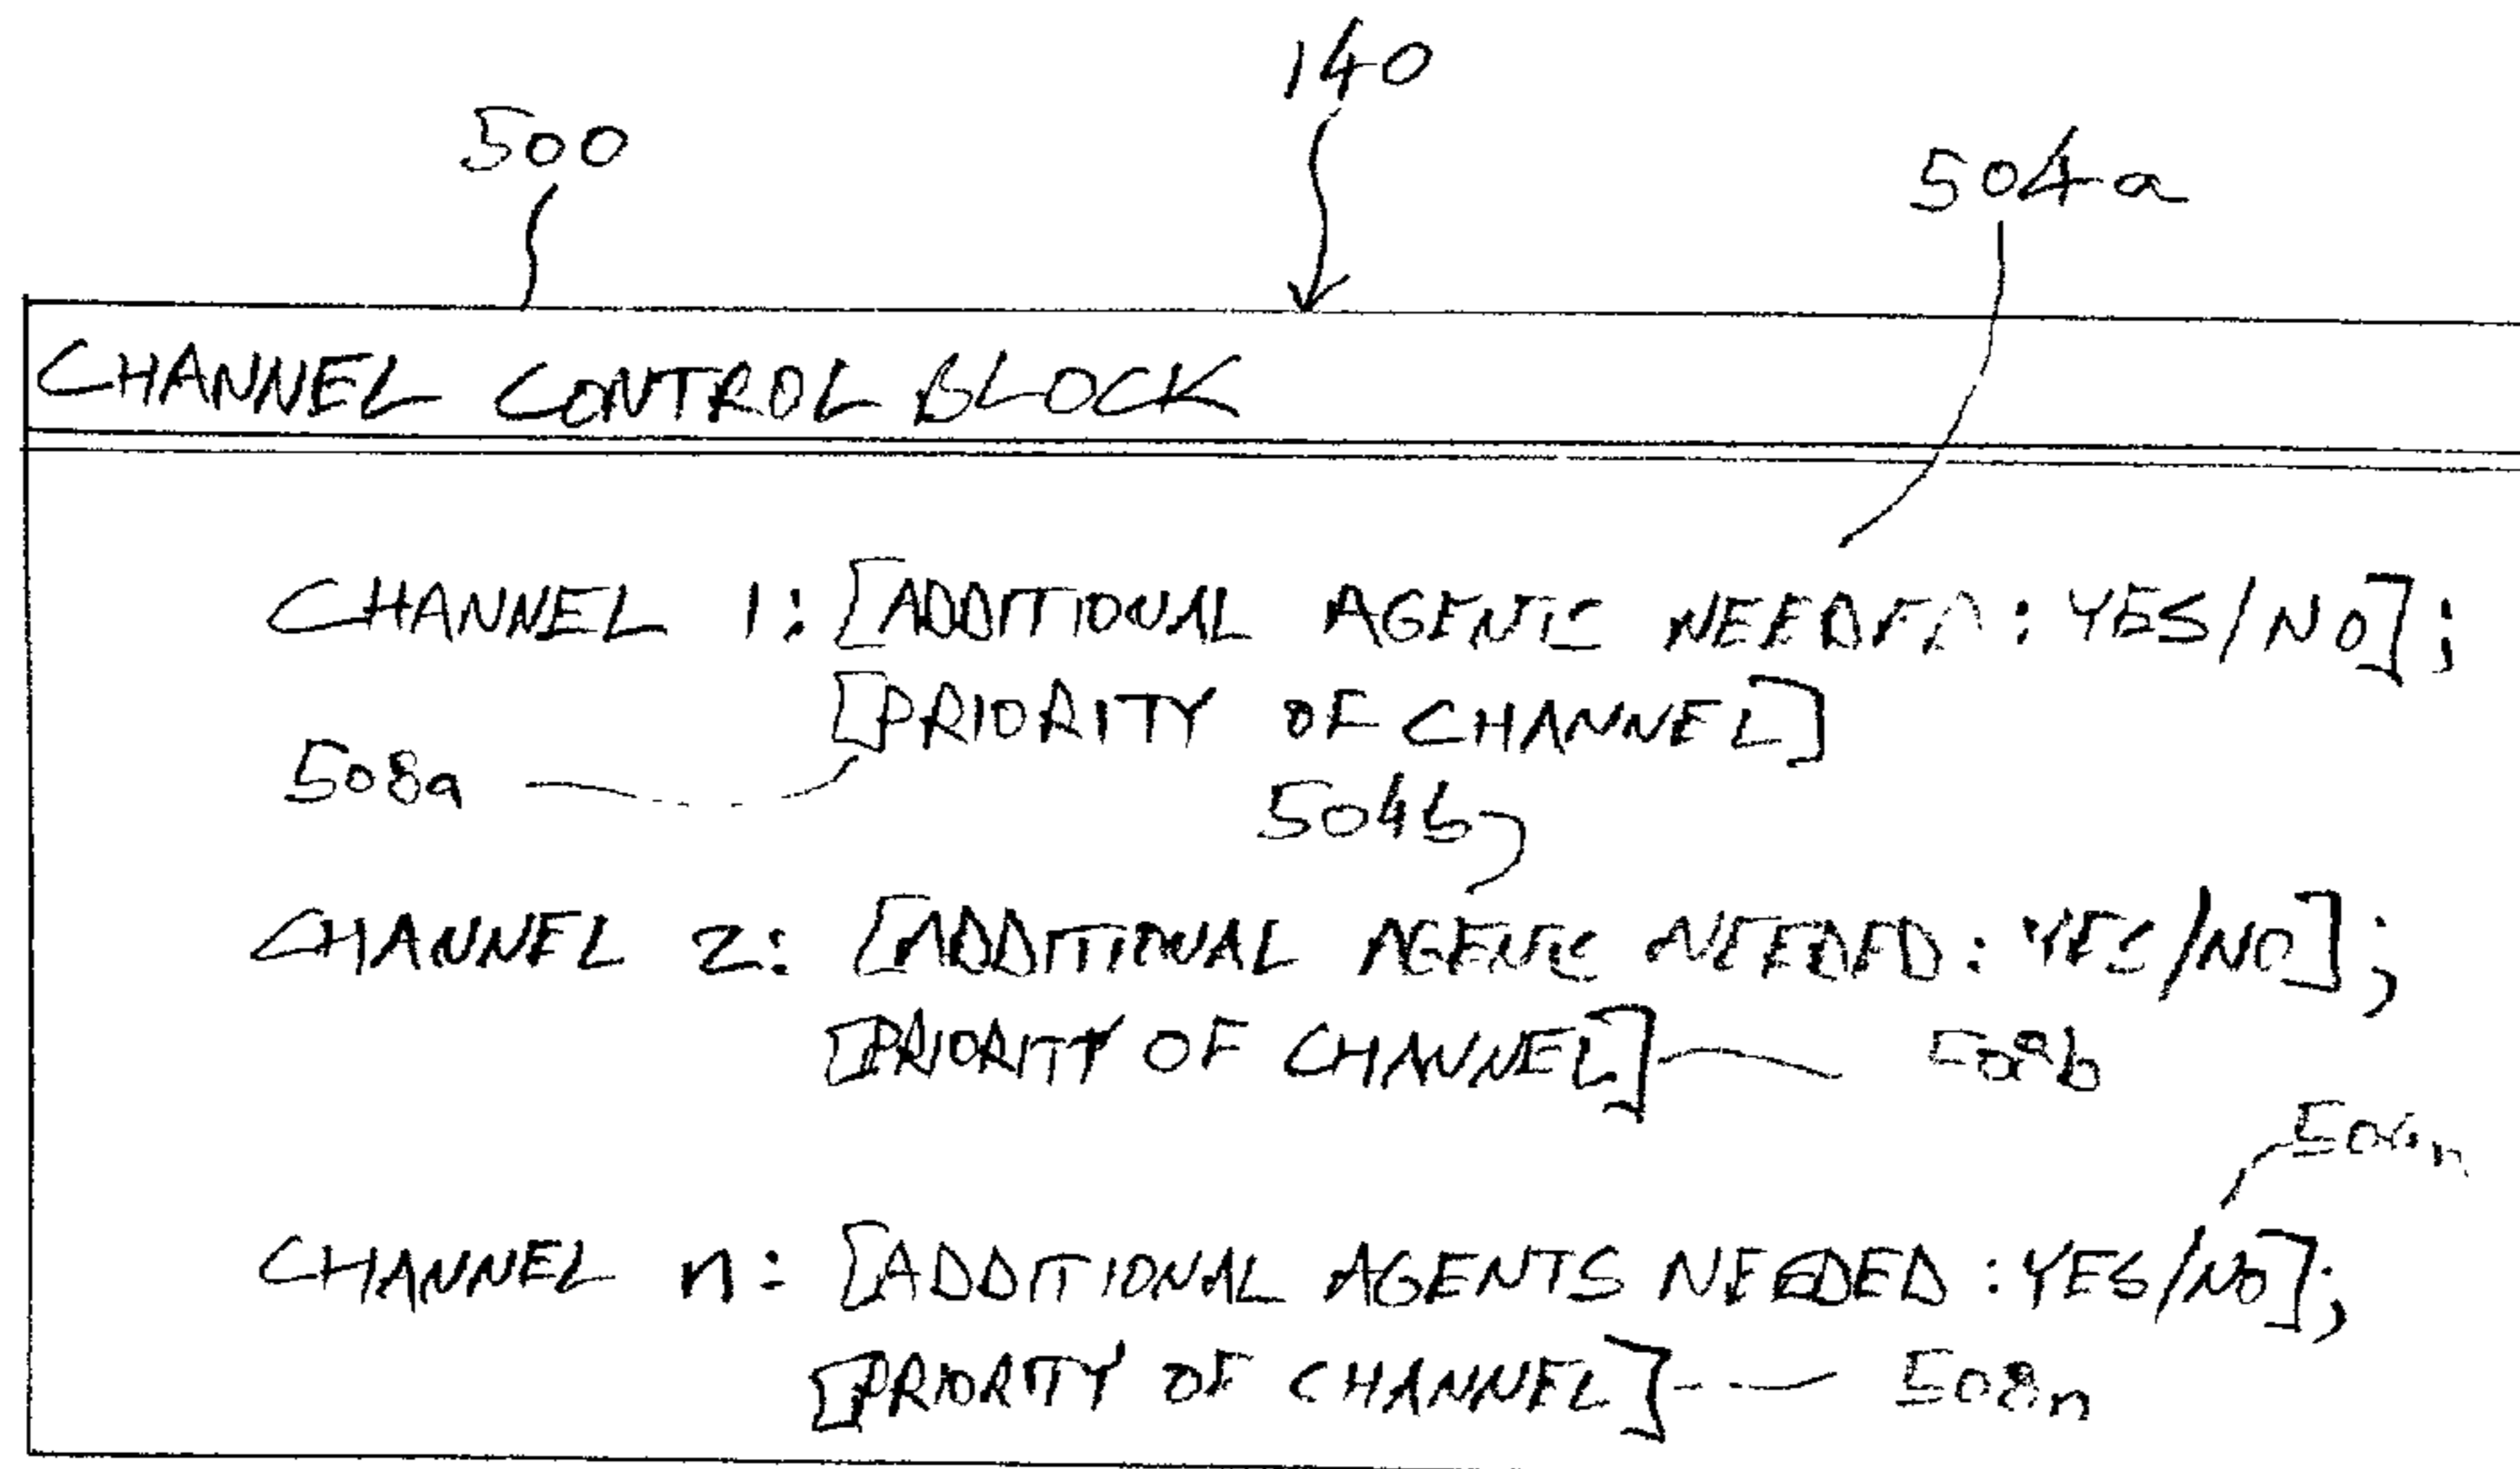 140
500
504a
CHANNEL CONTROL BLOCK
CHANNEL 1: [ADDITIONAL AGENTS NEEDED: YES/NO];
[PRIORITY OF CHANNEL]
508a
504b
CHANNEL 2: [ADDITIONAL AGENTS NEEDED: YES/NO];
[PRIORITY OF CHANNEL]
508b
504n
CHANNEL n: [ADDITIONAL AGENTS NEEDED: YES/NO];
[PRIORITY OF CHANNEL]
508n